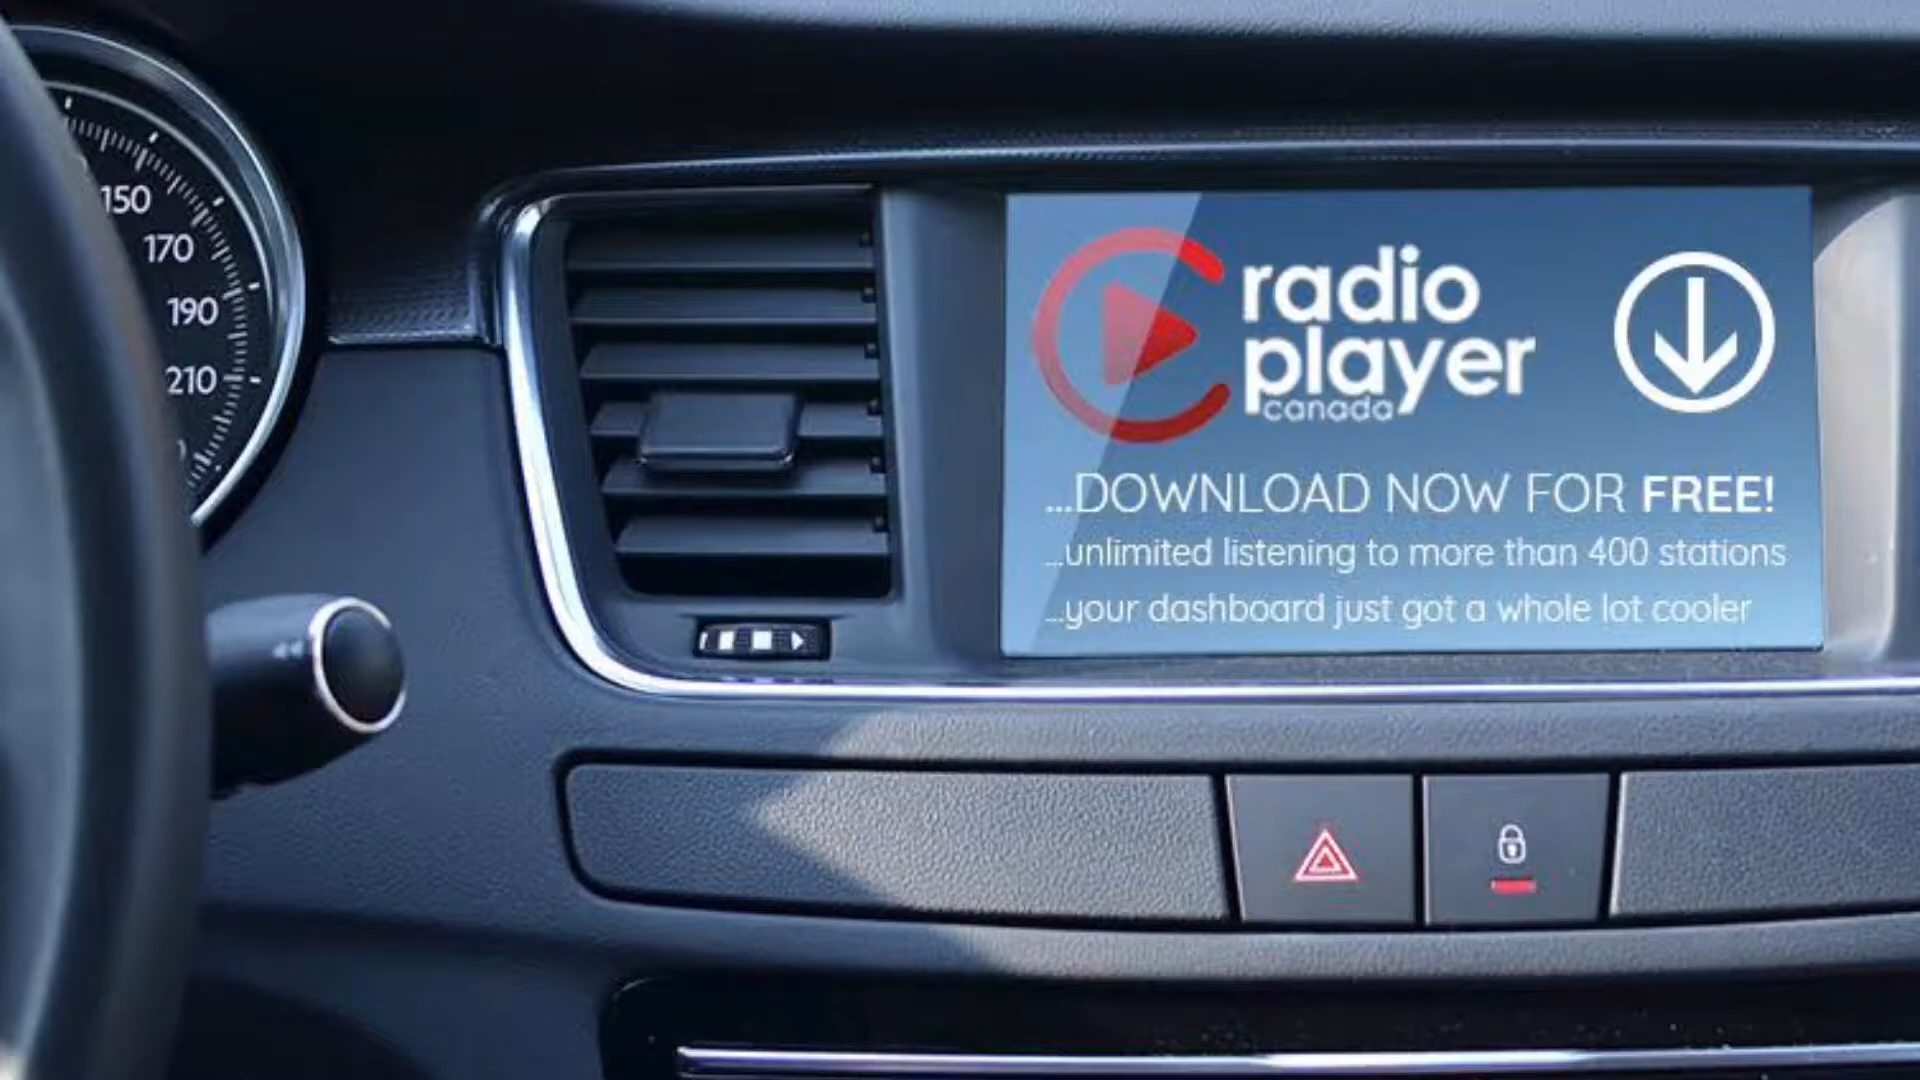 150
170
190
210
radio
player
canada
...DOWNLOAD NOW FOR FREE!
...unlimited listening to more than 400 stations
...your dashboard just got a whole lot cooler